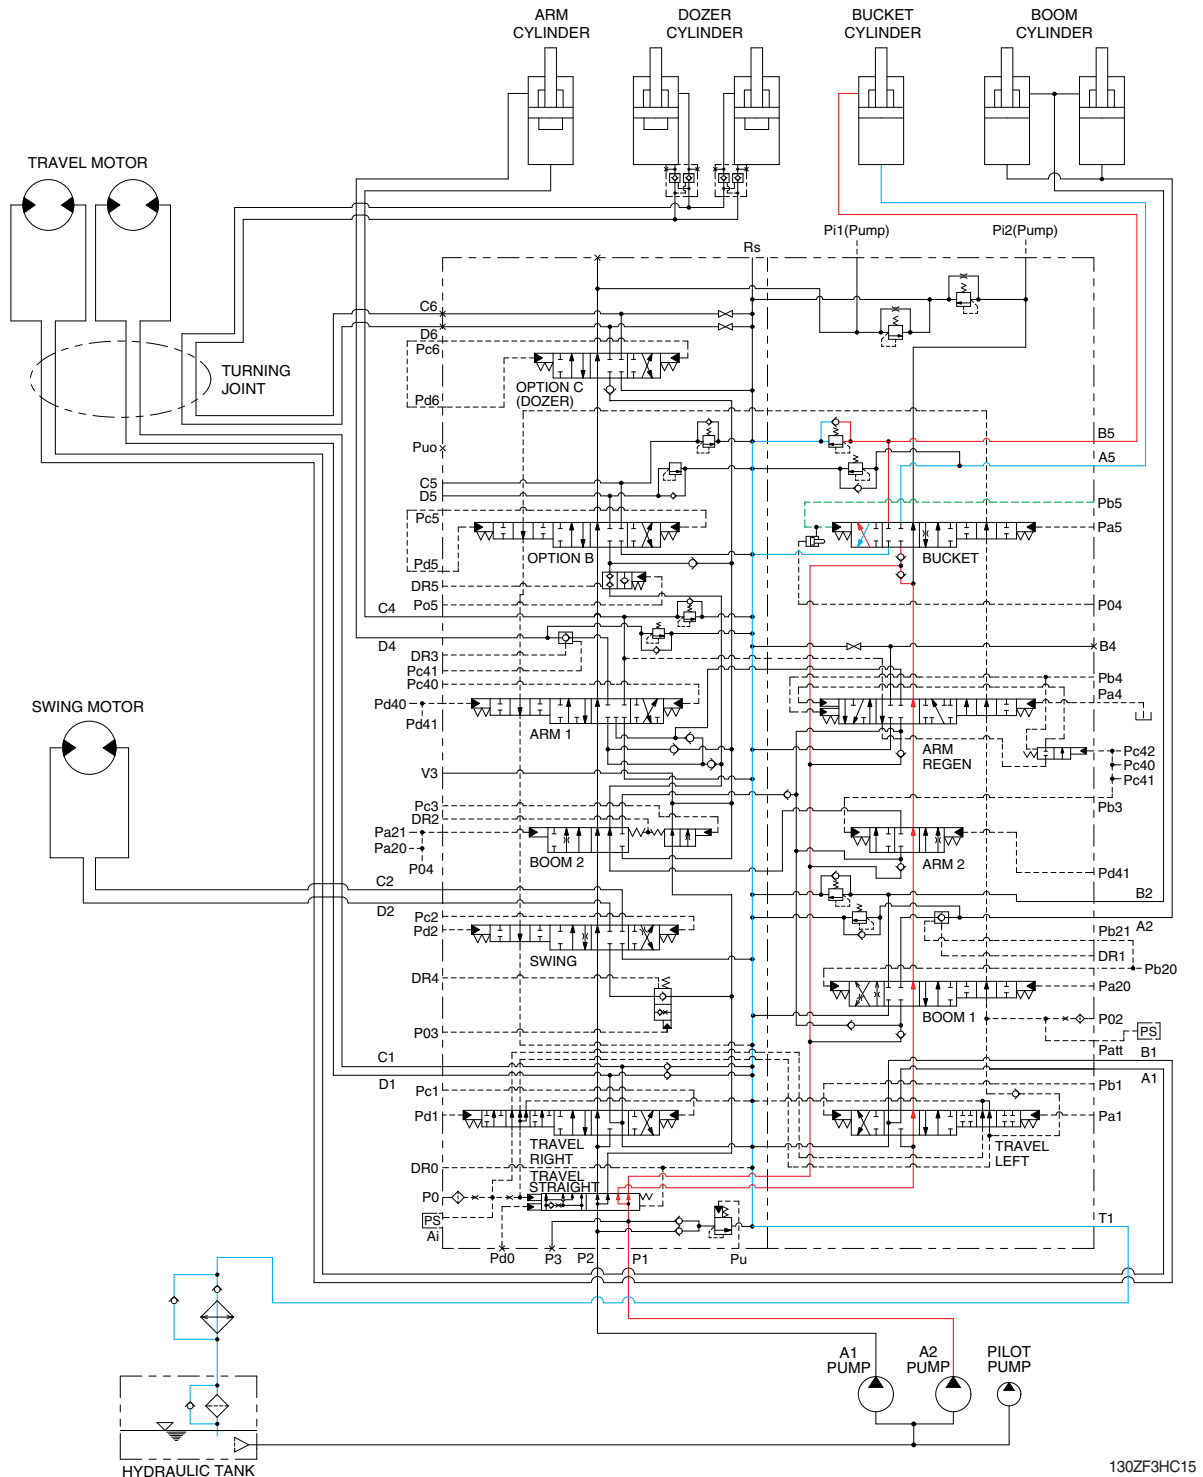 ARM
CYLINDER
DOZER
CYLINDER
BUCKET
CYLINDER
BOOM
CYLINDER
TRAVEL MOTOR
TURNING
JOINT
Rs
Pi1(Pump)
Pi2(Pump)
C6
D6
Pc6
Pd6
OPTION C
(DOZER)
Puo
B5
A5
C5
D5
Pc5
Pd5
OPTION B
Pb5
Pa5
BUCKET
DR5
Po5
P04
C4
D4
DR3
Pc41
Pc40
B4
Pb4
Pa4
Pd40
Pd41
ARM 1
ARM
REGEN
Pc42
Pc40
Pc41
SWING MOTOR
V3
Pc3
DR2
Pa21
Pa20
P04
BOOM 2
Pb3
ARM 2
Pd41
C2
D2
B2
A2
Pc2
Pd2
SWING
Pb21
DR1
Pb20
DR4
Pa20
BOOM 1
P03
P02
PS
Patt
C1
D1
B1
A1
Pc1
Pd1
TRAVEL
RIGHT
Pb1
Pa1
TRAVEL
LEFT
DR0
TRAVEL
STRAIGHT
P0
PS
Ai
T1
Pd0
P3
P2
P1
Pu
A1
PUMP
A2
PUMP
PILOT
PUMP
HYDRAULIC TANK
130ZF3HC15